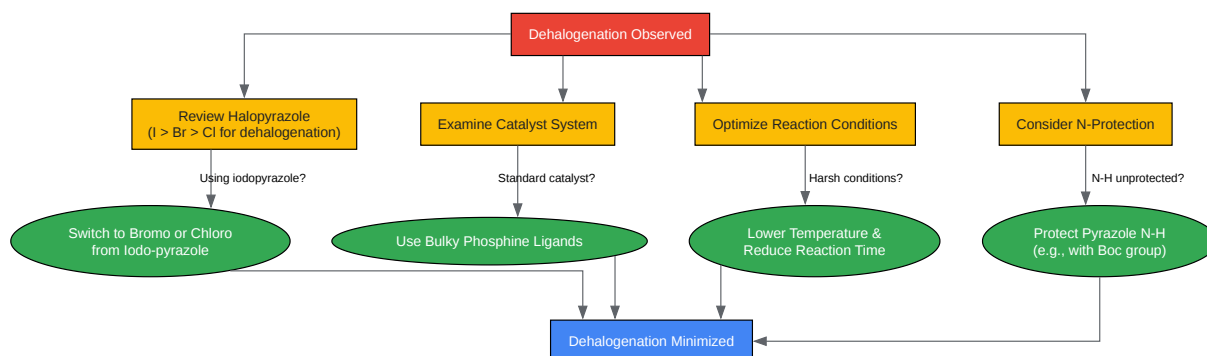 Dehalogenation Observed
Review Halopyrazole
(I > Br > Cl for dehalogenation)
Examine Catalyst System
Optimize Reaction Conditions
Consider N-Protection
Using iodopyrazole?
Standard catalyst?
Harsh conditions?
N-H unprotected?
Switch to Bromo or Chloro
from Iodo-pyrazole
Use Bulky Phosphine Ligands
Lower Temperature &
Reduce Reaction Time
Protect Pyrazole N-H
(e.g., with Boc group)
Dehalogenation Minimized